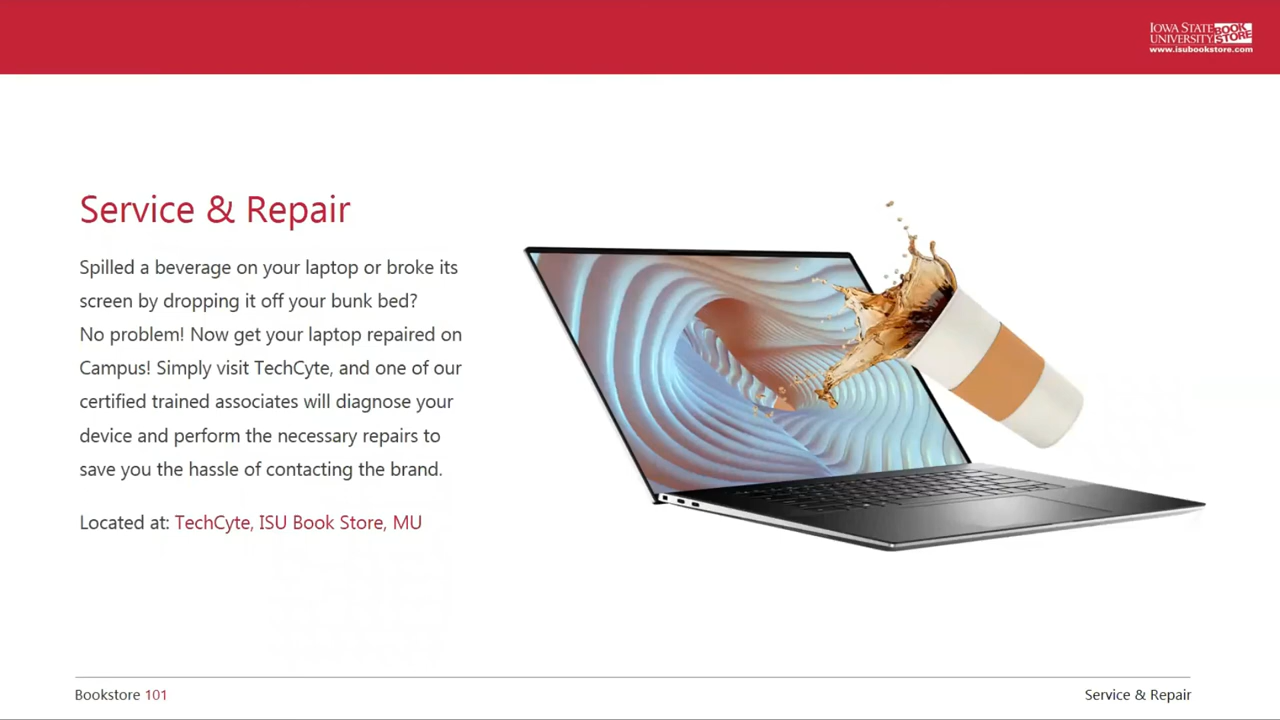 IOWA STATE
UNIVERSITY
BOOK
STORE
www.isubookstore.com
Service & Repair
Spilled a beverage on your laptop or broke its
screen by dropping it off your bunk bed?
No problem! Now get your laptop repaired on
Campus! Simply visit TechCyte, and one of our
certified trained associates will diagnose your
device and perform the necessary repairs to
save you the hassle of contacting the brand.
Located at: TechCyte, ISU Book Store, MU
Bookstore 101
Service & Repair